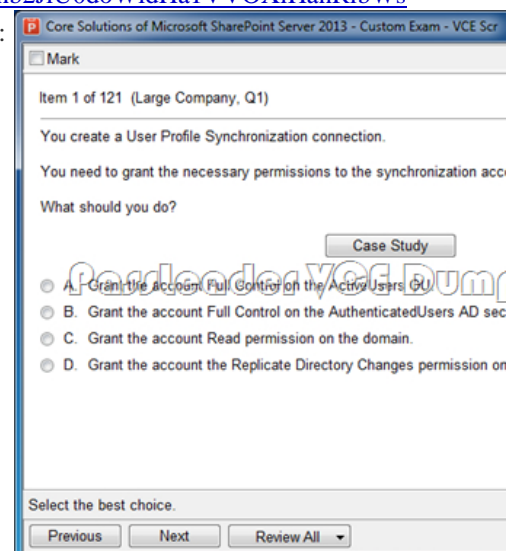 :
Core Solutions of Microsoft SharePoint Server 2013 - Custom Exam - VCE Scr
Mark
Item 1 of 121 (Large Company, Q1)
You create a User Profile Synchronization connection.
You need to grant the necessary permissions to the synchronization acc
What should you do?
Case Study
Passleader VCE Dum
A. Grant the account Full Control on the ActiveUsers OU.
B. Grant the account Full Control on the AuthenticatedUsers AD sec
C. Grant the account Read permission on the domain.
D. Grant the account the Replicate Directory Changes permission on
Select the best choice.
Previous Next Review All